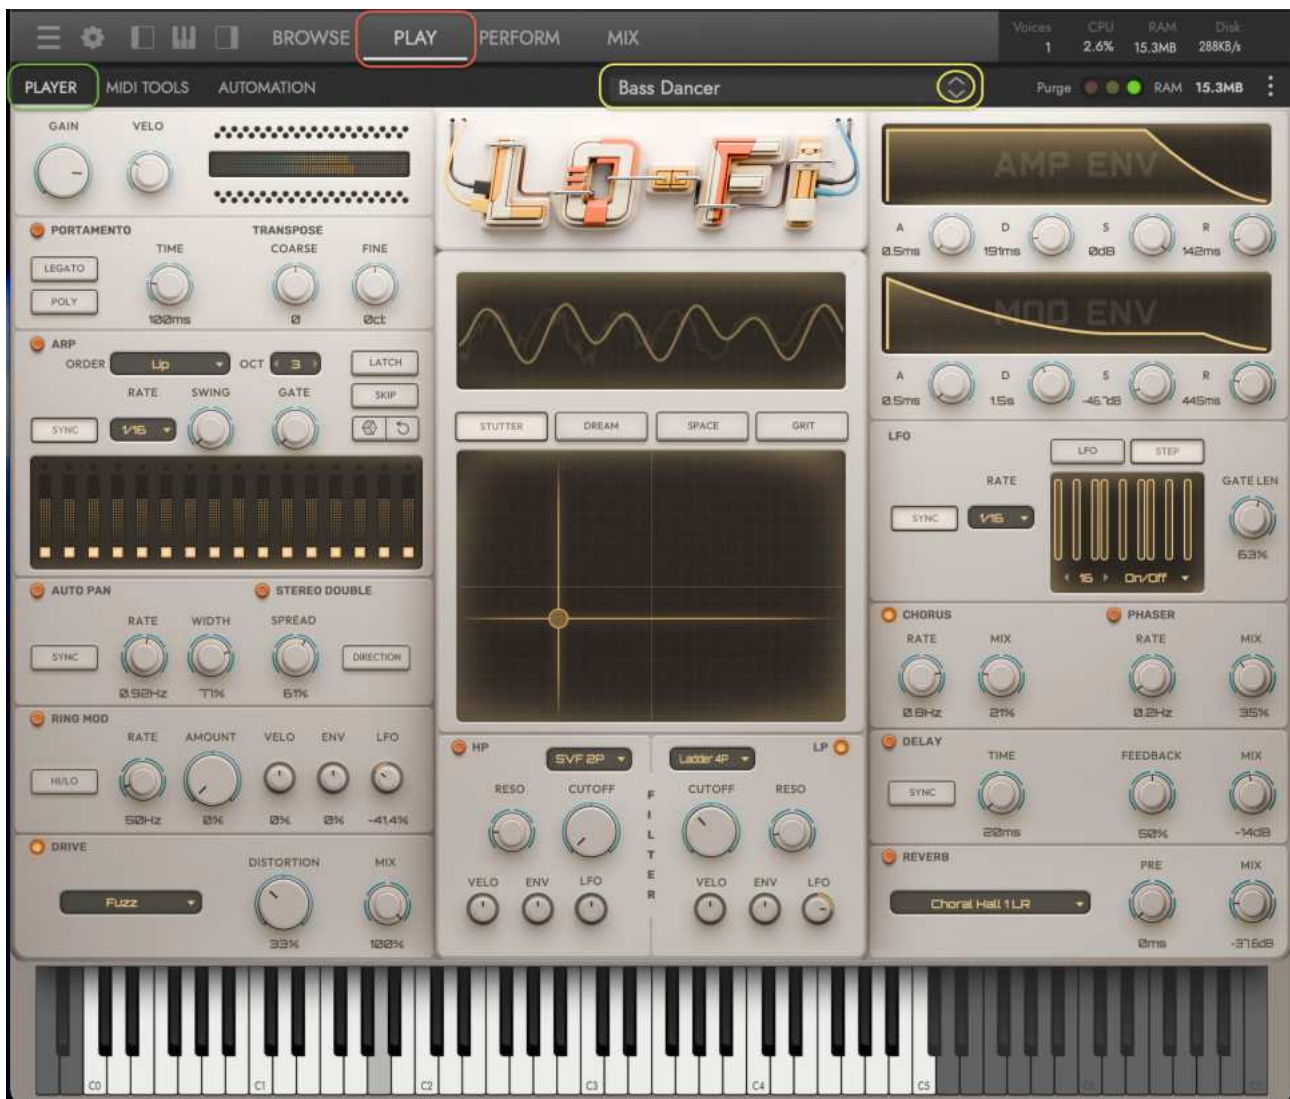 BROWSE PLAY PERFORM MIX
Voices CPU RAM Disk
1 2.6% 15.3MB 288KB/s
PLAYER MIDI TOOLS AUTOMATION Bass Dancer Purge RAM 15.3MB
GAIN VELO
PORTAMENTO TRANSPOSE
TIME COARSE FINE
LEGATO
POLY
100ms 0 0ct
ARP
ORDER Up OCT 3 LATCH
RATE SWING GATE SKIP
SYNC 1/16
AUTO PAN STEREO DOUBLE
RATE WIDTH SPREAD
SYNC DIRECTION
0.92Hz 77% 61%
RING MOD
RATE AMOUNT VELO ENV LFO
HI/LO
50Hz 0% 0% 0% -41.4%
DRIVE
DISTORTION MIX
Fuzz
33% 100%
LO-FI
STUTTER DREAM SPACE GRIT
HP SVF 2P Ladder 4P LP
RESO CUTOFF CUTOFF RESO
FILTER
VELO ENV LFO VELO ENV LFO
AMP ENV
A D S R
0.5ms 191ms 0dB 142ms
MOD ENV
A D S R
0.5ms 1.5s -46.7dB 445ms
LFO
LFO STEP
RATE GATE LEN
SYNC 1/16
63%
16 On/Off
CHORUS PHASER
RATE MIX RATE MIX
0.8Hz 21% 0.2Hz 35%
DELAY
TIME FEEDBACK MIX
SYNC
20ms 50% -14dB
REVERB
PRE MIX
Choral Hall 1 LR
0ms -37.6dB
C0 C1 C2 C3 C4 C5